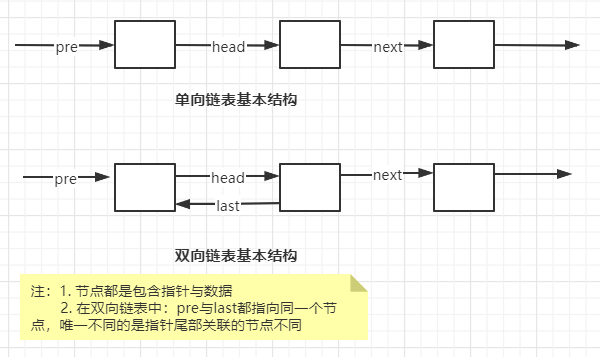 pre head next
单向链表基本结构
pre head next
last
双向链表基本结构
注：1. 节点都是包含指针与数据
2. 在双向链表中：pre与last都指向同一个节
点，唯一不同的是指针尾部关联的节点不同